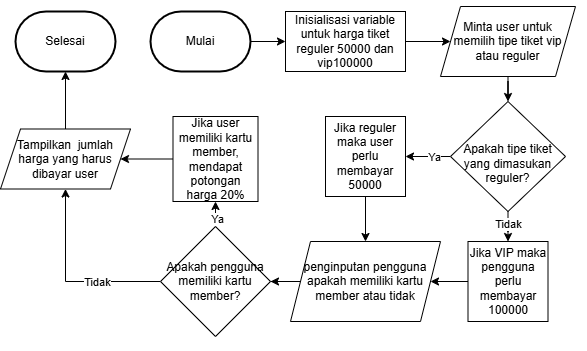 Selesai
Mulai
Inisialisasi variable
untuk harga tiket
reguler 50000 dan
vip100000
Minta user untuk
memilih tipe tiket vip
atau reguler
Apakah tipe tiket
yang dimasukan
reguler?
Ya
Jika reguler
maka user
perlu
membayar
50000
Tidak
Jika VIP maka
pengguna
perlu
membayar
100000
penginputan pengguna
apakah memiliki kartu
member atau tidak
Apakah pengguna
memiliki kartu
member?
Ya
Jika user
memiliki kartu
member,
mendapat
potongan
harga 20%
Tidak
Tampilkan jumlah
harga yang harus
dibayar user